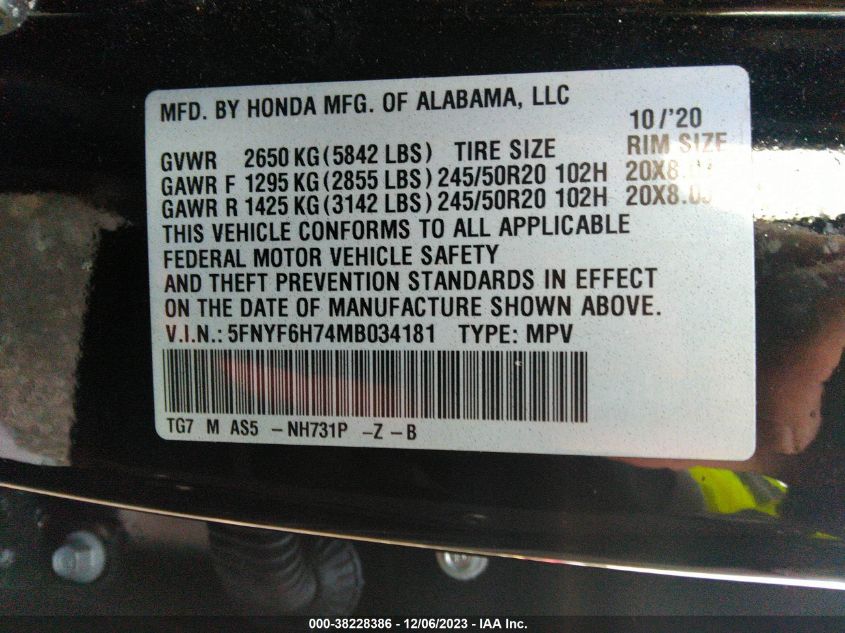 MFD. BY HONDA MFG. OF ALABAMA, LLC
10/'20
GVWR 2650 KG (5842 LBS) TIRE SIZE RIM SIZE
GAWR F 1295 KG (2855 LBS) 245/50R20 102H
GAWR R 1425 KG (3142 LBS) 245/50R20 102H
THIS VEHICLE CONFORMS TO ALL APPLICABLE
FEDERAL MOTOR VEHICLE SAFETY
AND THEFT PREVENTION STANDARDS IN EFFECT
ON THE DATE OF MANUFACTURE SHOWN ABOVE.
V.I.N.: 5FNYF6H74MB034181 TYPE: MPV
TG7 M AS5 -NH731P -Z -B
000-38228386 - 12/06/2023 - IAA Inc.